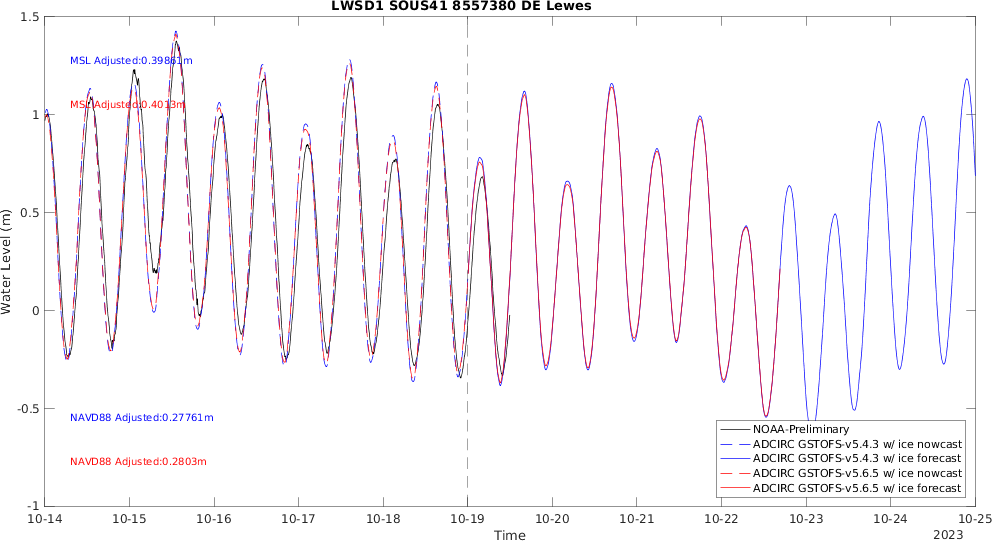 LWSD1 SOUS41 8557380 DE Lewes
1.5
MSL Adjusted:0.39861m
MSL Adjusted:0.4013m
1
0.5
Water Level (m)
0
-0.5
NAVD88 Adjusted:0.27761m
NAVD88 Adjusted:0.2803m
NOAA-Preliminary
ADCIRC GSTOFS-v5.4.3 w/ ice nowcast
ADCIRC GSTOFS-v5.4.3 w/ ice forecast
ADCIRC GSTOFS-v5.6.5 w/ ice nowcast
ADCIRC GSTOFS-v5.6.5 w/ ice forecast
-1
10-14 10-15 10-16 10-17 10-18 10-19 10-20 10-21 10-22 10-23 10-24 10-25
Time
2023